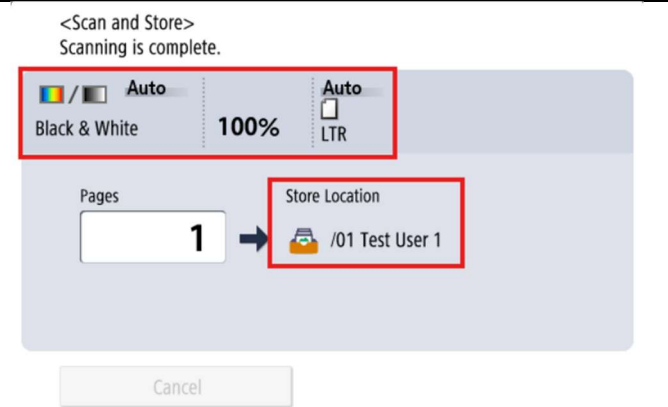 <Scan and Store>
Scanning is complete.
Auto
Black & White
100%
Auto
LTR
Pages
Store Location
1
/01 Test User 1
Cancel